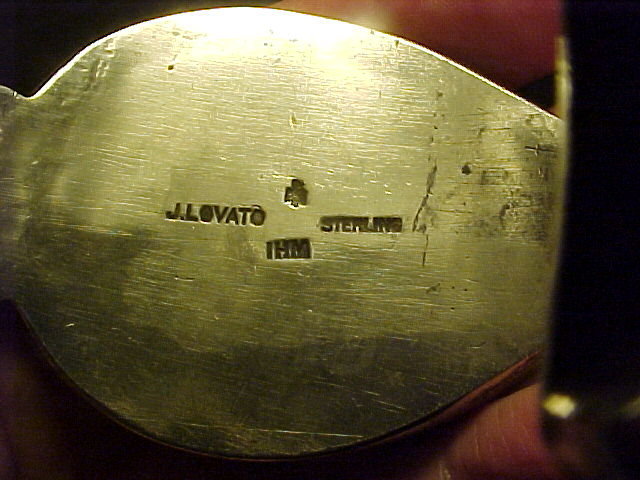 J. LOVATO
STERLING
IHM